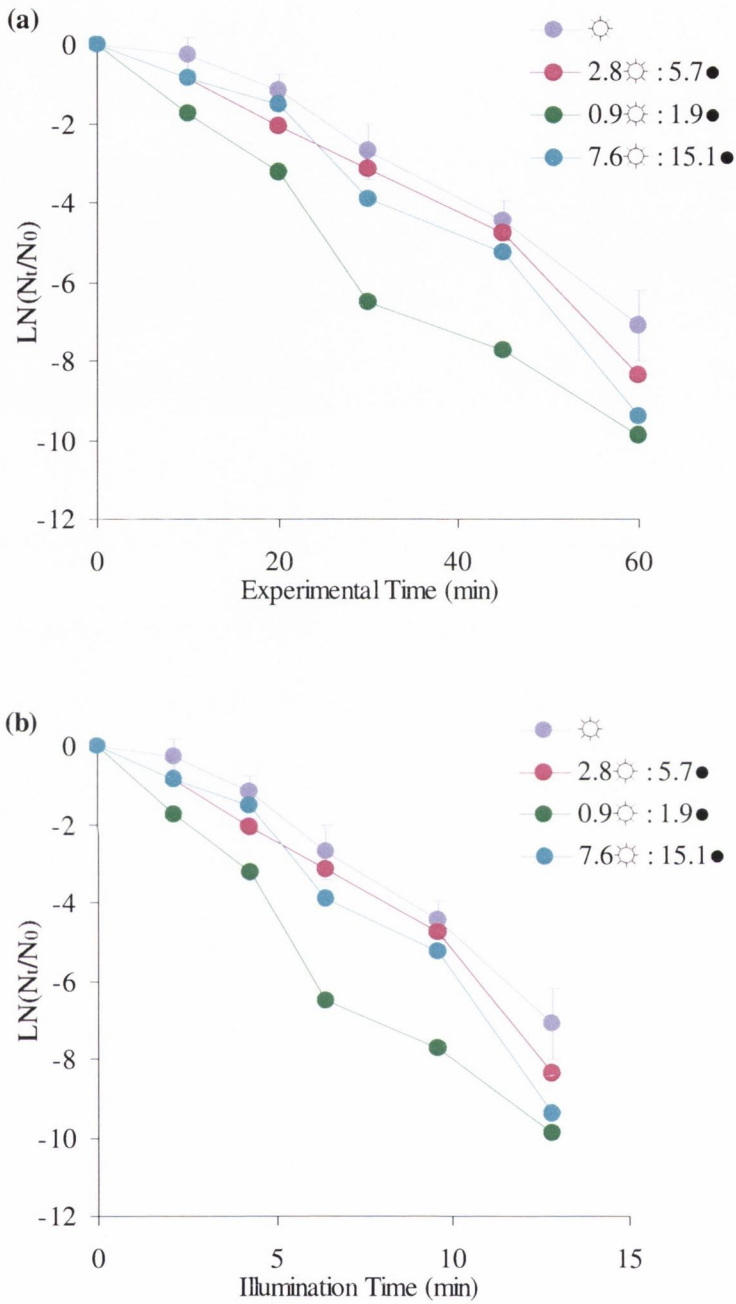 (a)
0
-2
-4
-6
-8
-10
-12
LN(Nt/N0)
0 20 40 60
Experimental Time (min)
☼
2.8☼ : 5.7●
0.9☼ : 1.9●
7.6☼ : 15.1●
(b)
0
-2
-4
-6
-8
-10
-12
LN(Nt/N0)
0 5 10 15
Illumination Time (min)
☼
2.8☼ : 5.7●
0.9☼ : 1.9●
7.6☼ : 15.1●